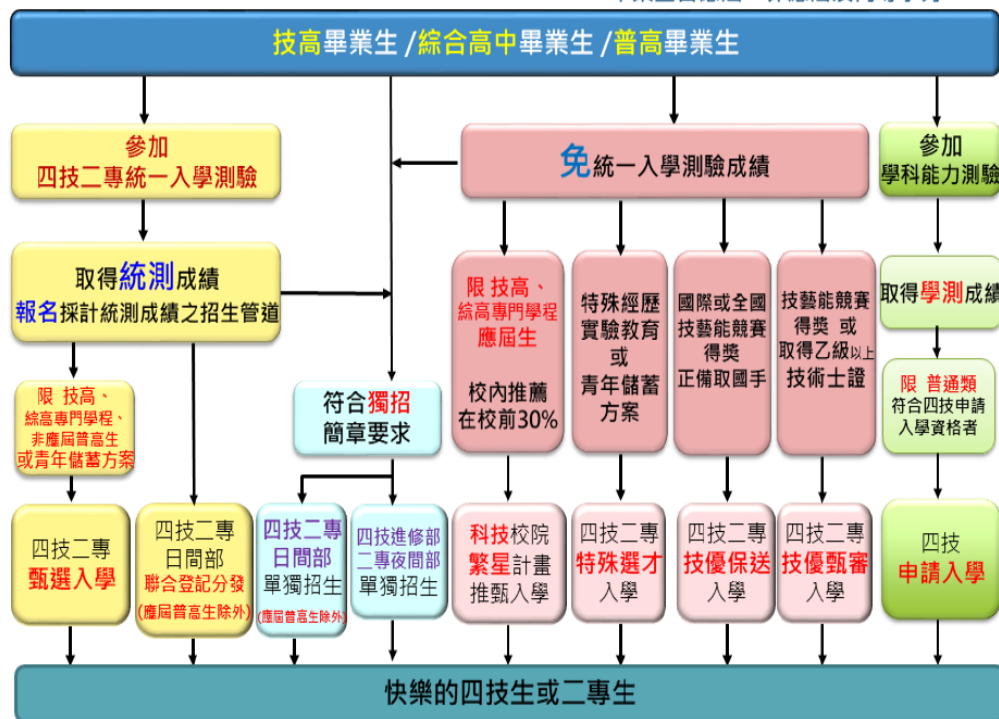 技高畢業生 /綜合高中畢業生 /普高畢業生
參加
四技二專統一入學測驗
免統一入學測驗成績
參加
學科能力測驗
取得統測成績
報名採計統測成績之招生管道
限 技高、
綜高專門學程
應屆生
校內推薦
在校前30%
特殊經歷
實驗教育
或
青年儲蓄
方案
國際或全國
技藝能競賽
得獎
正備取國手
技藝能競賽
得獎 或
取得乙級以上
技術士證
取得學測成績
限 技高、
綜高專門學程、
非應屆普高生
或青年儲蓄方案
符合獨招
簡章要求
限 普通類
符合四技申請
入學資格者
四技二專
甄選入學
四技二專
日間部
聯合登記分發
(應屆普高生除外)
四技二專
日間部
單獨招生
(應屆普高生除外)
四技進修部
二專夜間部
單獨招生
科技校院
繁星計畫
推甄入學
四技二專
特殊選才
入學
四技二專
技優保送
入學
四技二專
技優甄審
入學
四技
申請入學
快樂的四技生或二專生